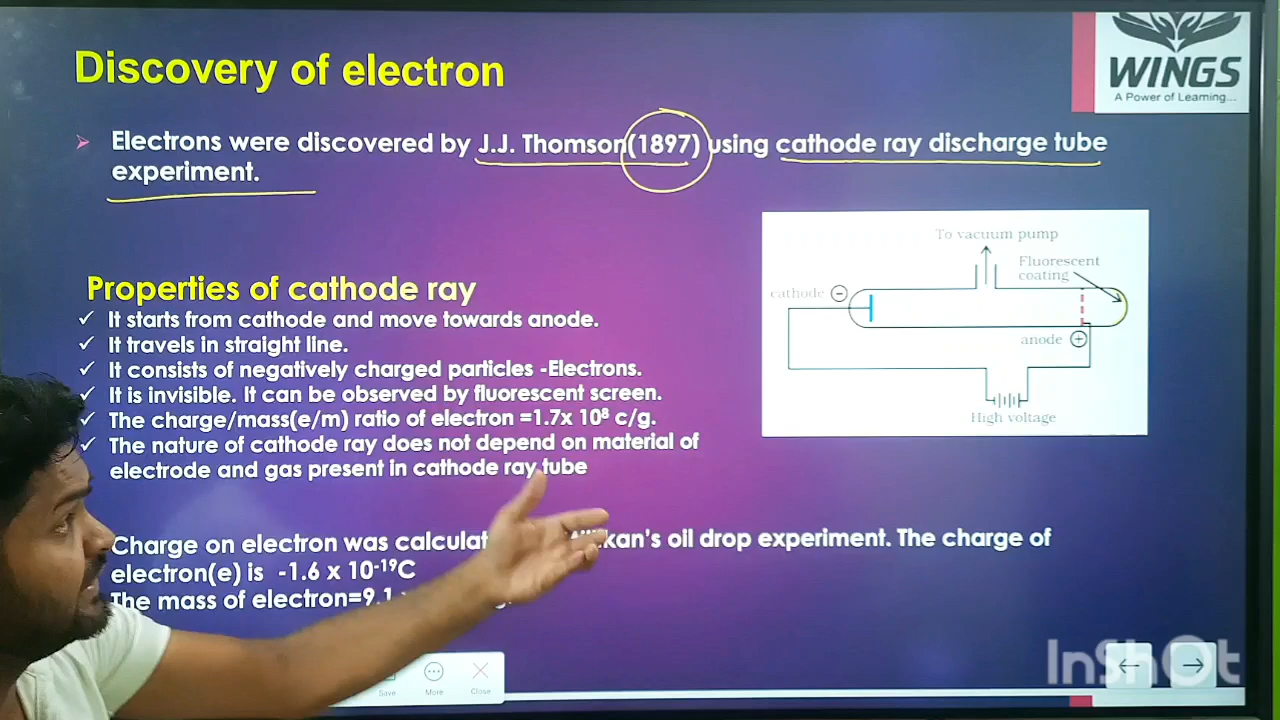 Discovery of electron
WINGS
A Power of Learning...
Electrons were discovered by J.J. Thomson(1897) using cathode ray discharge tube
experiment.
To vacuum pump
Fluorescent
coating
cathode
anode
High voltage
Properties of cathode ray
It starts from cathode and move towards anode.
It travels in straight line.
It consists of negatively charged particles -Electrons.
It is invisible. It can be observed by fluorescent screen.
The charge/mass(e/m) ratio of electron =1.7x 10⁸ c/g.
The nature of cathode ray does not depend on material of
electrode and gas present in cathode ray tube
Charge on electron was oil drop experiment. The charge of
electron(e) is -1.6 x 10⁻¹⁹C
The mass of electron=9.1
Save More Close
InShOt